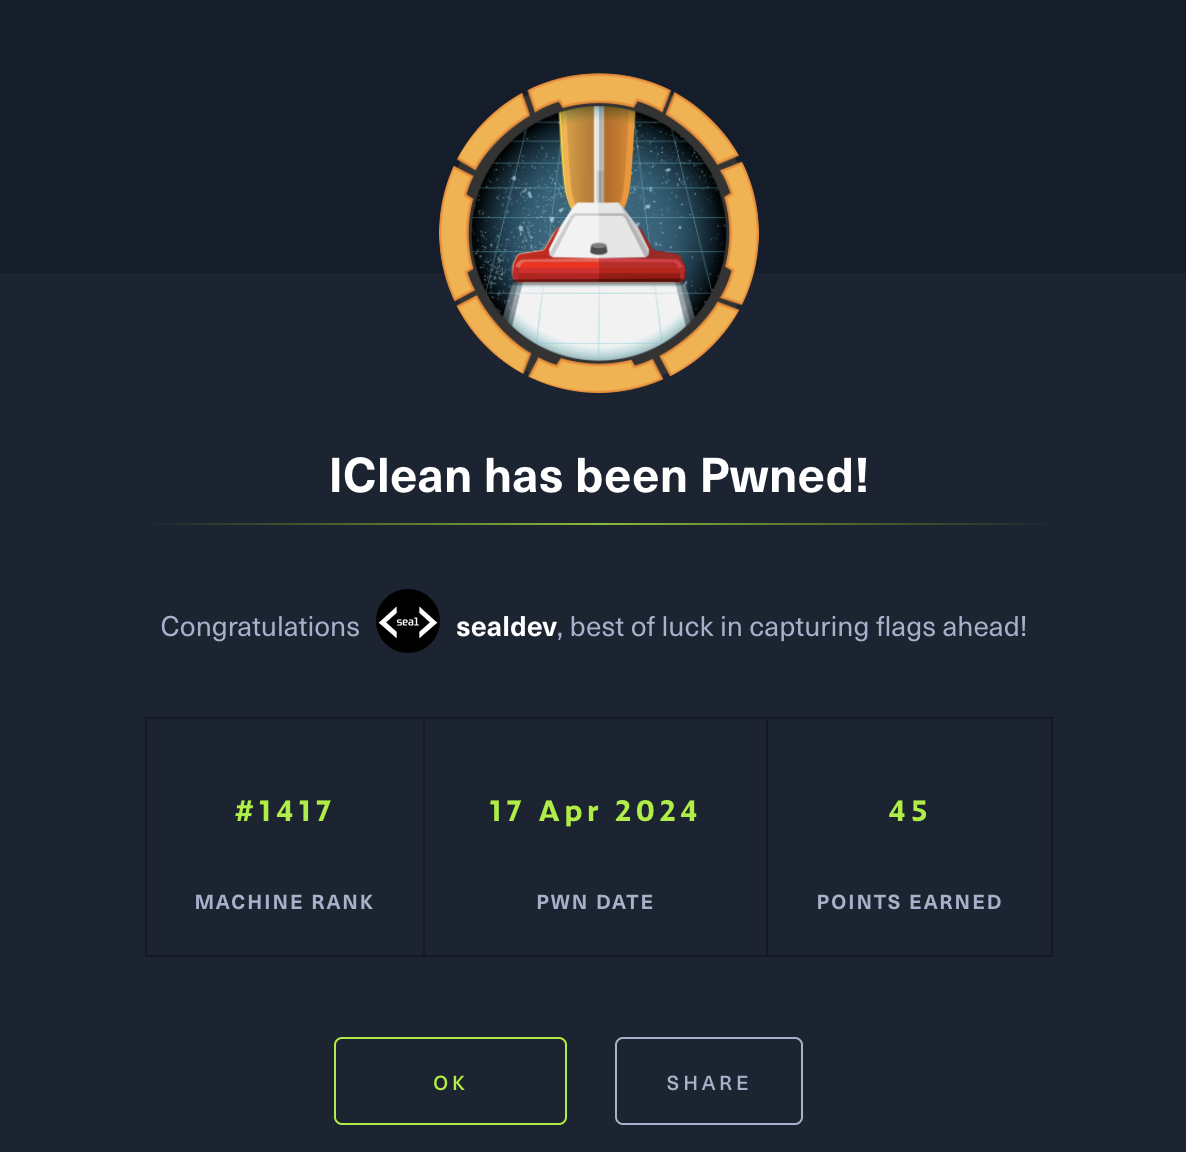 IClean has been Pwned!
Congratulations seal sealdev, best of luck in capturing flags ahead!
#1417 17 Apr 2024 45
MACHINE RANK PWN DATE POINTS EARNED
OK SHARE